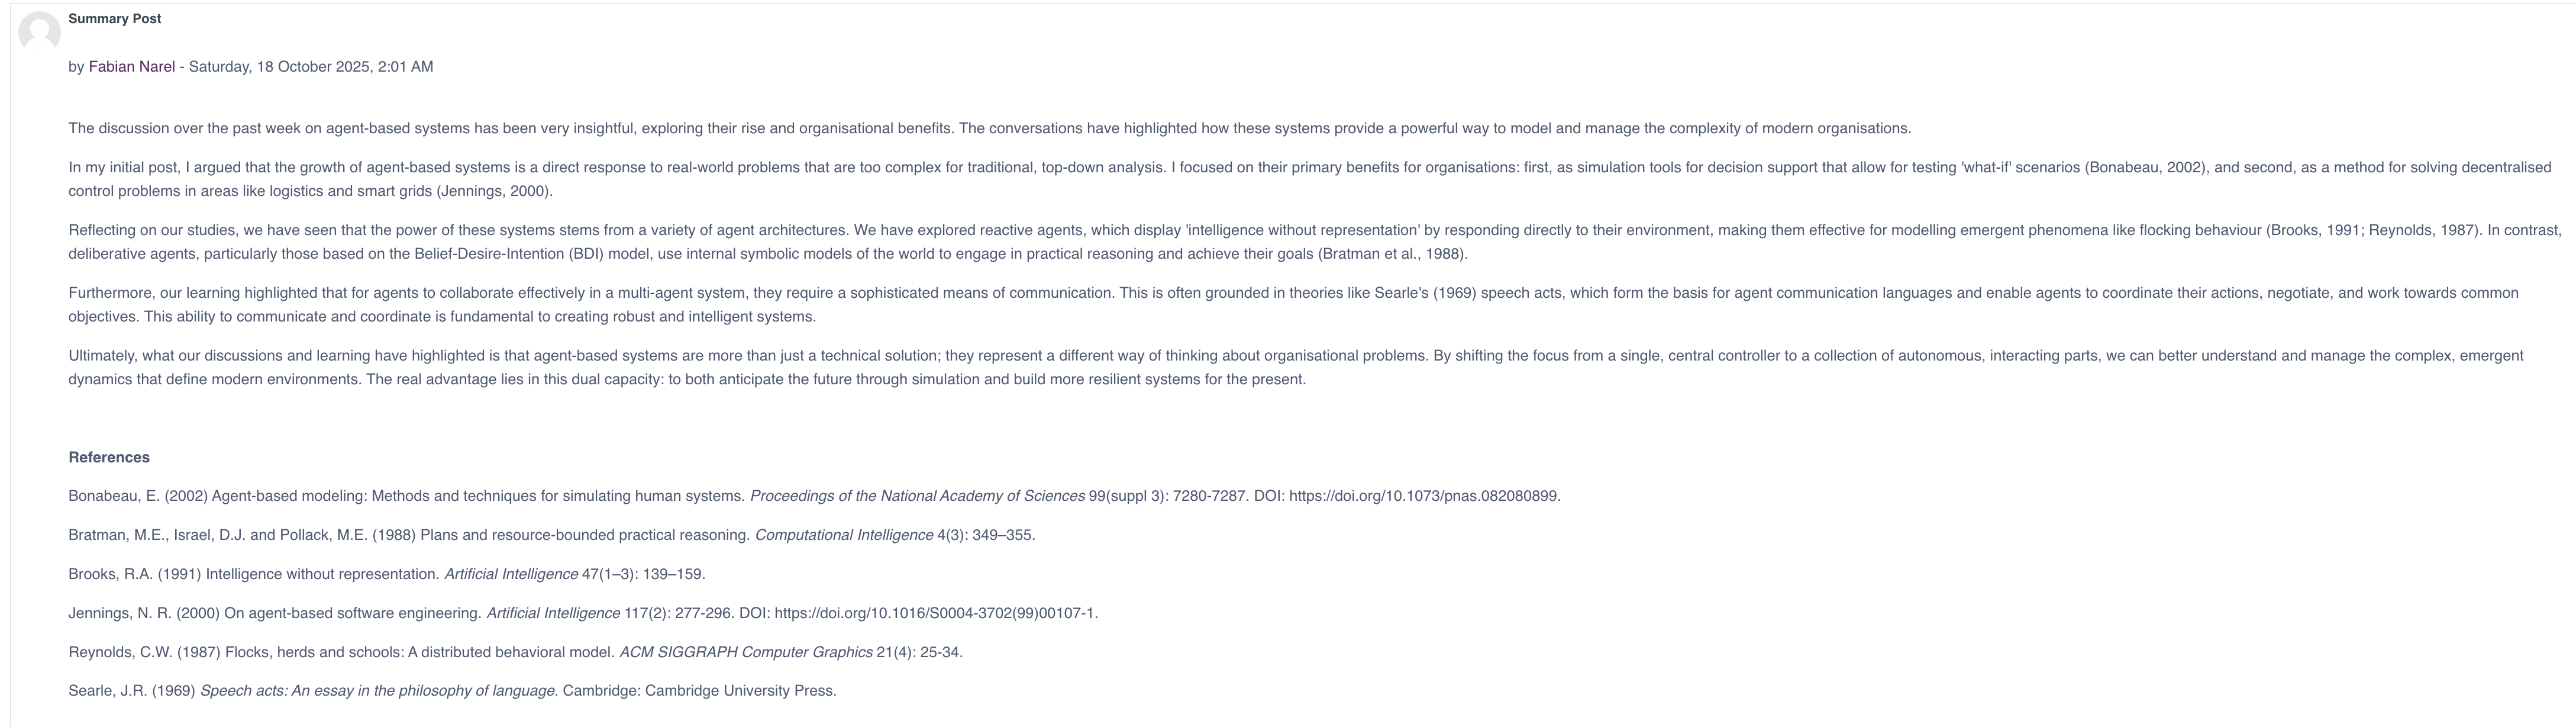 Summary Post
by Fabian Narel - Saturday, 18 October 2025, 2:01 AM
The discussion over the past week on agent-based systems has been very insightful, exploring their rise and organisational benefits. The conversations have highlighted how these systems provide a powerful way to model and manage the complexity of modern organisations.
In my initial post, I argued that the growth of agent-based systems is a direct response to real-world problems that are too complex for traditional, top-down analysis. I focused on their primary benefits for organisations: first, as simulation tools for decision support that allow for testing 'what-if' scenarios (Bonabeau, 2002), and second, as a method for solving decentralised
control problems in areas like logistics and smart grids (Jennings, 2000).
Reflecting on our studies, we have seen that the power of these systems stems from a variety of agent architectures. We have explored reactive agents, which display 'intelligence without representation' by responding directly to their environment, making them effective for modelling emergent phenomena like flocking behaviour (Brooks, 1991; Reynolds, 1987). In contrast,
deliberative agents, particularly those based on the Belief-Desire-Intention (BDI) model, use internal symbolic models of the world to engage in practical reasoning and achieve their goals (Bratman et al., 1988).
Furthermore, our learning highlighted that for agents to collaborate effectively in a multi-agent system, they require a sophisticated means of communication. This is often grounded in theories like Searle's (1969) speech acts, which form the basis for agent communication languages and enable agents to coordinate their actions, negotiate, and work towards common
objectives. This ability to communicate and coordinate is fundamental to creating robust and intelligent systems.
Ultimately, what our discussions and learning have highlighted is that agent-based systems are more than just a technical solution; they represent a different way of thinking about organisational problems. By shifting the focus from a single, central controller to a collection of autonomous, interacting parts, we can better understand and manage the complex, emergent
dynamics that define modern environments. The real advantage lies in this dual capacity: to both anticipate the future through simulation and build more resilient systems for the present.
References
Bonabeau, E. (2002) Agent-based modeling: Methods and techniques for simulating human systems. Proceedings of the National Academy of Sciences 99(suppl 3): 7280-7287. DOI: https://doi.org/10.1073/pnas.082080899.
Bratman, M.E., Israel, D.J. and Pollack, M.E. (1988) Plans and resource-bounded practical reasoning. Computational Intelligence 4(3): 349–355.
Brooks, R.A. (1991) Intelligence without representation. Artificial Intelligence 47(1–3): 139–159.
Jennings, N. R. (2000) On agent-based software engineering. Artificial Intelligence 117(2): 277-296. DOI: https://doi.org/10.1016/S0004-3702(99)00107-1.
Reynolds, C.W. (1987) Flocks, herds and schools: A distributed behavioral model. ACM SIGGRAPH Computer Graphics 21(4): 25-34.
Searle, J.R. (1969) Speech acts: An essay in the philosophy of language. Cambridge: Cambridge University Press.